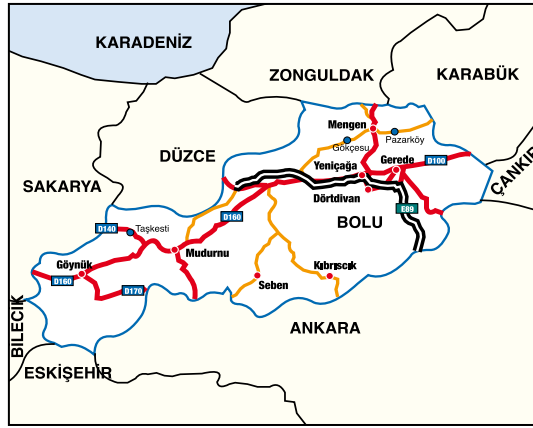 KARADENİZ
ZONGULDAK
KARABÜK
Mengen
Pazarköy
Gökçesu
DÜZCE
Yeniçağa
Gerede
D100
ÇANKIRI
SAKARYA
Dörtdivan
E89
BOLU
D160
D140
Taşkesti
Mudurnu
Göynük
D160
D170
Kıbrıscık
Seben
BILECIK
ANKARA
ESKİŞEHİR